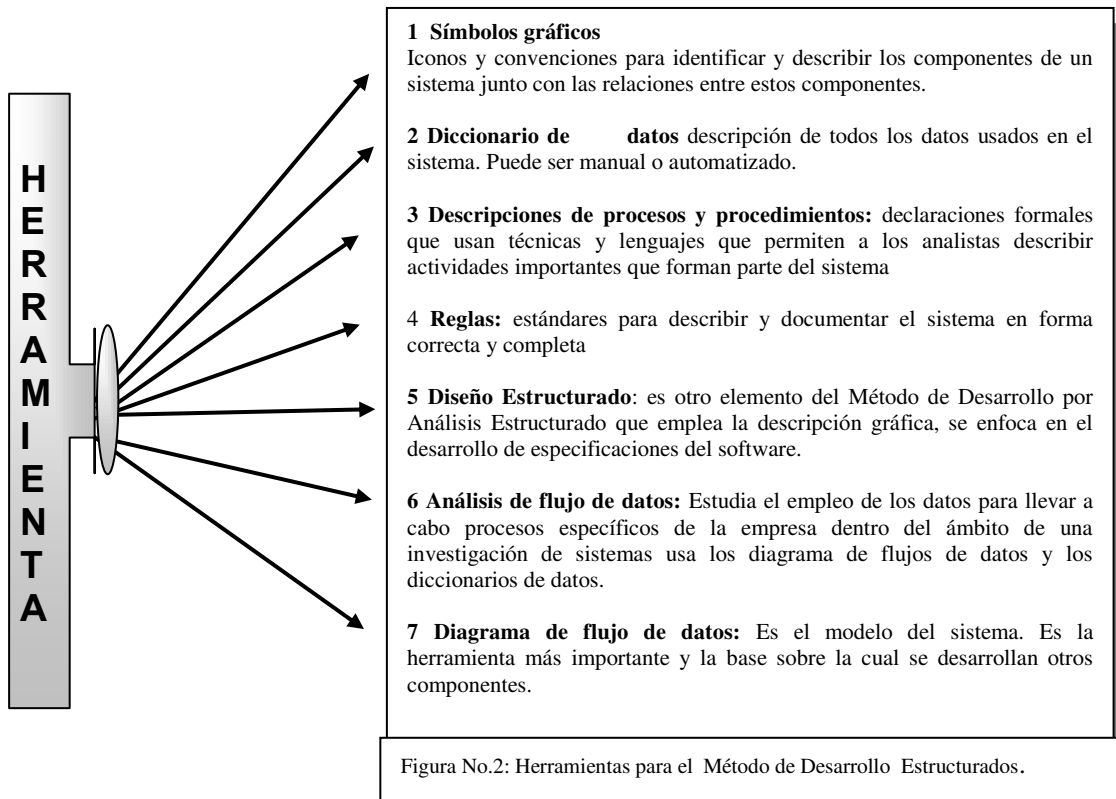 HERRAMIENTA
1 Símbolos gráficos
Iconos y convenciones para identificar y describir los componentes de un
sistema junto con las relaciones entre estos componentes.
2 Diccionario de datos descripción de todos los datos usados en el
sistema. Puede ser manual o automatizado.
3 Descripciones de procesos y procedimientos: declaraciones formales
que usan técnicas y lenguajes que permiten a los analistas describir
actividades importantes que forman parte del sistema
4 Reglas: estándares para describir y documentar el sistema en forma
correcta y completa
5 Diseño Estructurado: es otro elemento del Método de Desarrollo por
Análisis Estructurado que emplea la descripción gráfica, se enfoca en el
desarrollo de especificaciones del software.
6 Análisis de flujo de datos: Estudia el empleo de los datos para llevar a
cabo procesos específicos de la empresa dentro del ámbito de una
investigación de sistemas usa los diagrama de flujos de datos y los
diccionarios de datos.
7 Diagrama de flujo de datos: Es el modelo del sistema. Es la
herramienta más importante y la base sobre la cual se desarrollan otros
componentes.
Figura No.2: Herramientas para el Método de Desarrollo Estructurados.